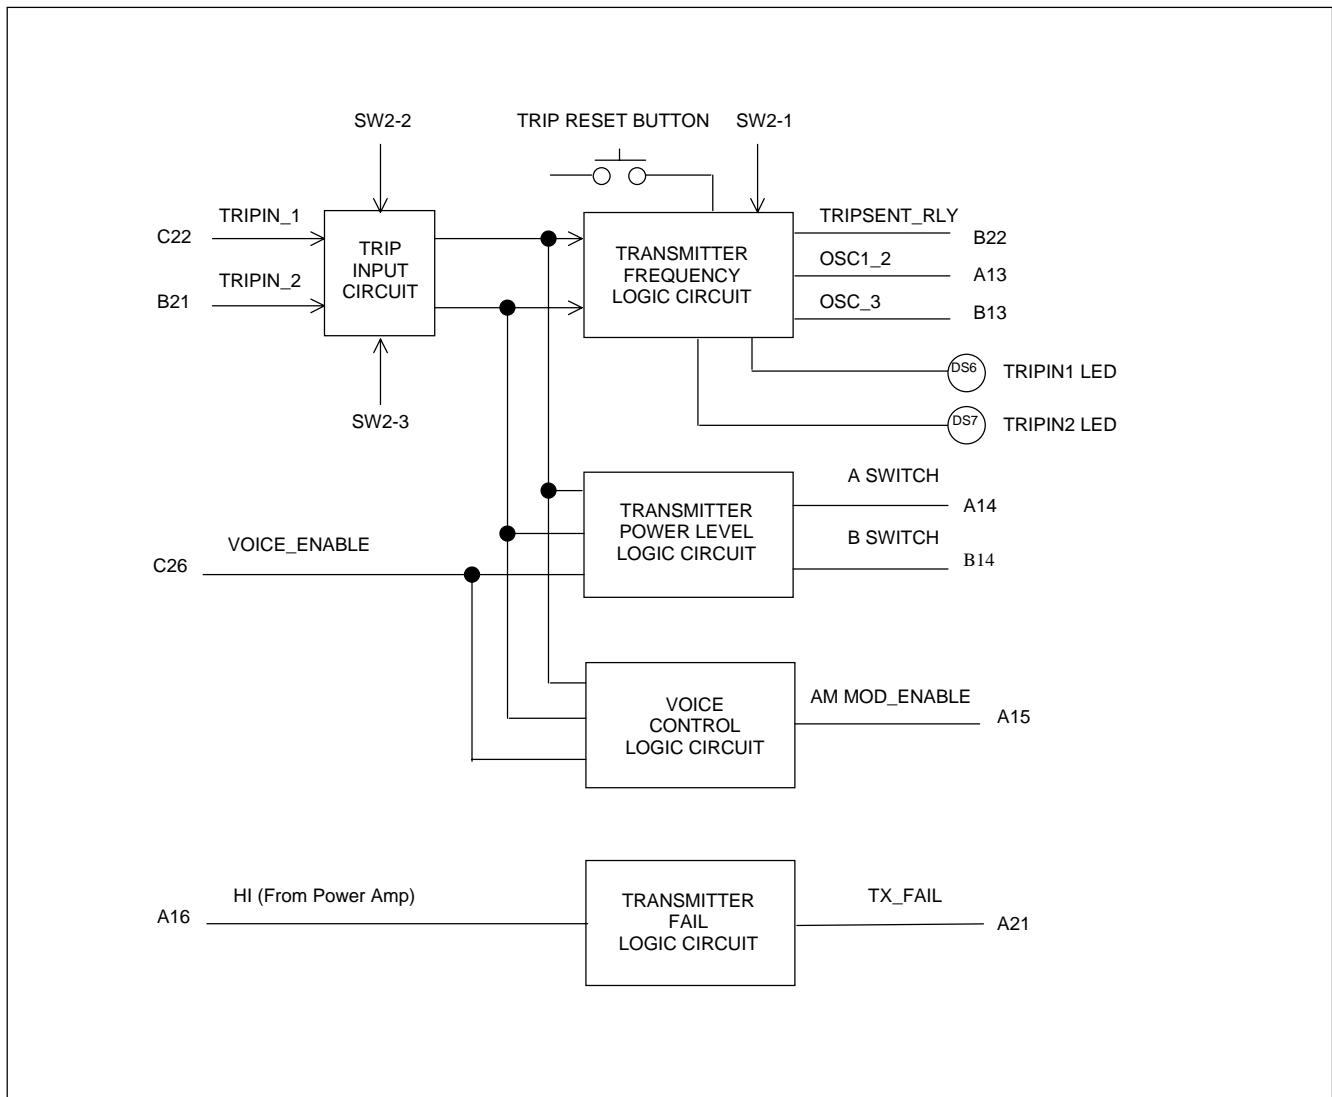 SW2-2
TRIP RESET BUTTON
SW2-1
TRIPIN_1
C22
TRIP
INPUT
CIRCUIT
TRIPIN_2
B21
SW2-3
TRANSMITTER
FREQUENCY
LOGIC CIRCUIT
TRIPSENT_RLY
B22
OSC1_2
A13
OSC_3
B13
DS6
TRIPIN1 LED
DS7
TRIPIN2 LED
VOICE_ENABLE
C26
TRANSMITTER
POWER LEVEL
LOGIC CIRCUIT
A SWITCH
A14
B SWITCH
B14
VOICE
CONTROL
LOGIC CIRCUIT
AM MOD_ENABLE
A15
HI (From Power Amp)
A16
TRANSMITTER
FAIL
LOGIC CIRCUIT
TX_FAIL
A21